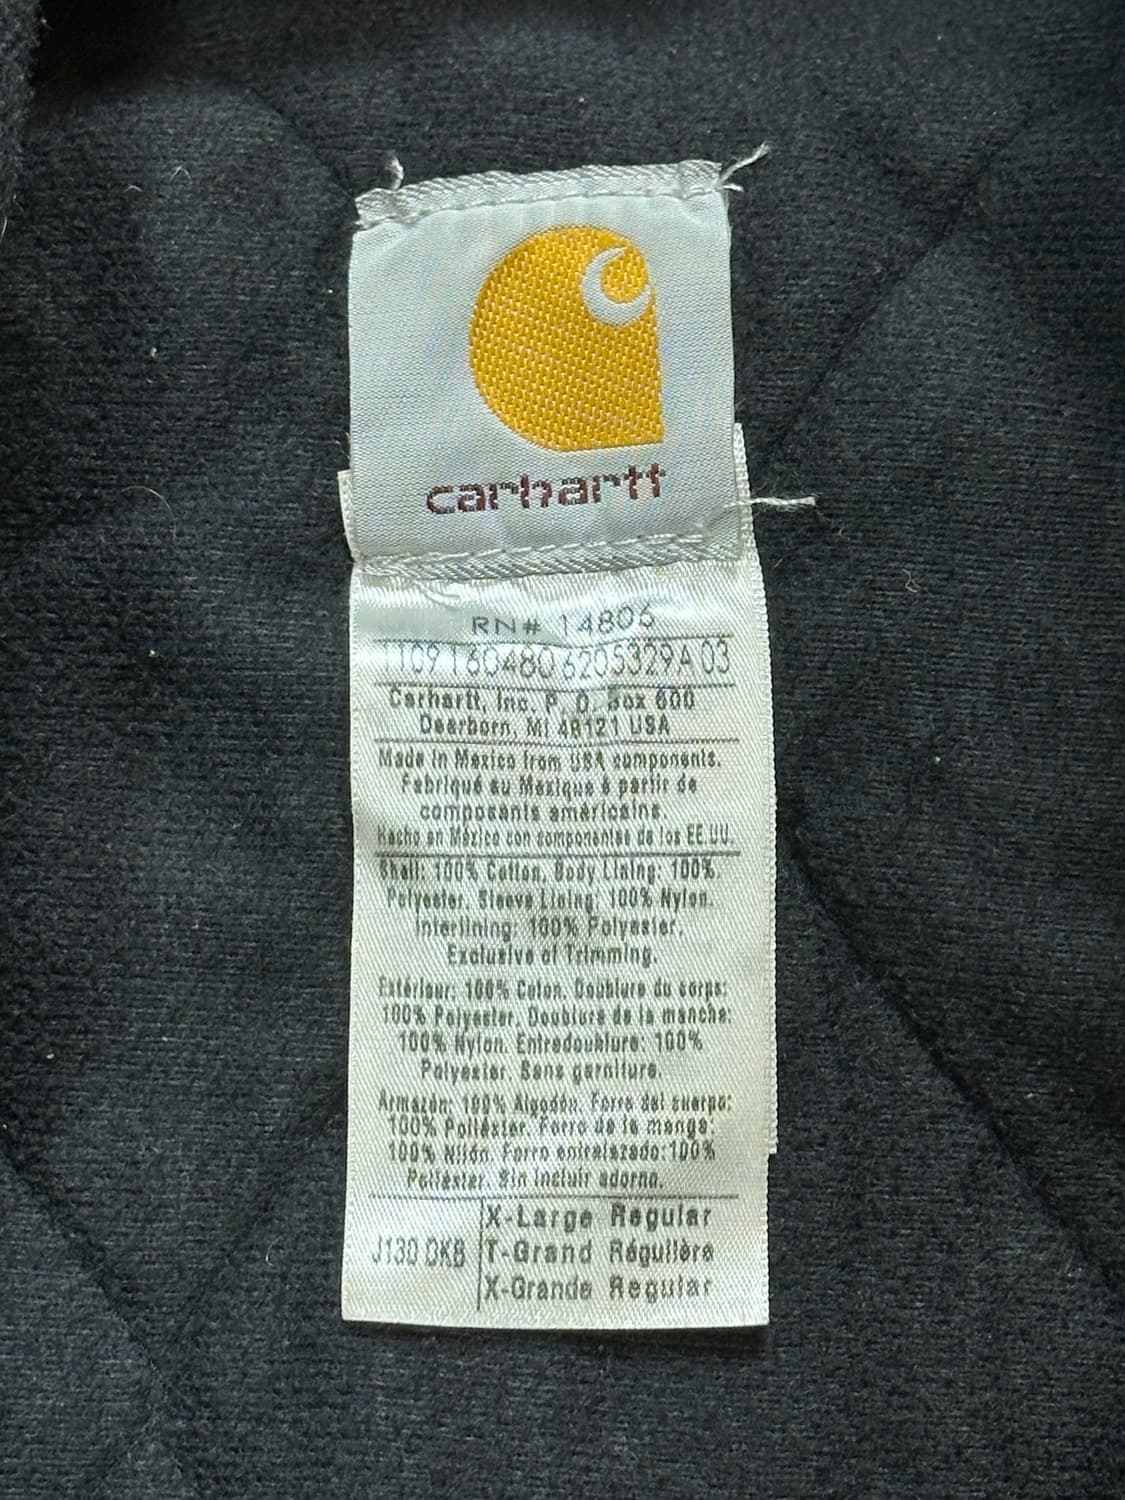 carhartt
RN# 14806
1109160480 6205329A 03
Carhartt, Inc. P. O. Box 600
Dearborn, MI 48121 USA
Made in Mexico from USA components.
Fabriqué au Mexique à partir de
composants américains.
Hecho en México con componentes de los EE.UU.
Shell: 100% Cotton. Body Lining: 100%.
Polyester. Sleeve Lining: 100% Nylon.
Interlining: 100% Polyester.
Exclusive of Trimming.
Extérieur: 100% Coton. Doublure du corps:
100% Polyester. Doublure de la manche:
100% Nylon. Entredoublure: 100%
Polyester. Sans garniture.
Armazón: 100% Algodón. Forro del cuerpo:
100% Poliéster. Forro de la manga:
100% Nilón. Forro entrelazado: 100%
Poliéster. Sin incluir adorno.
J130 DKB
X-Large Regular
T-Grand Régulière
X-Grande Regular